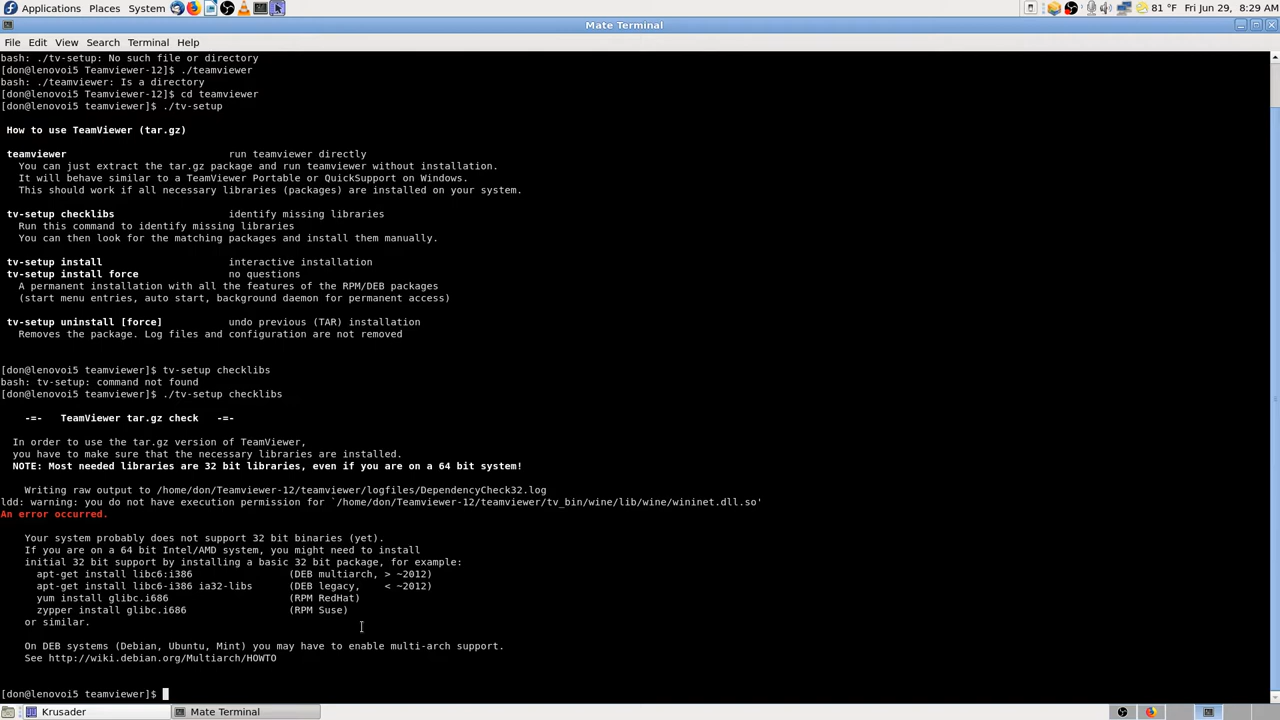 Applications Places System 81 °F Fri Jun 29, 8:29 AM
Mate Terminal
File Edit View Search Terminal Help
bash: ./tv-setup: No such file or directory
[don@lenovoi5 Teamviewer-12]$ ./teamviewer
bash: ./teamviewer: Is a directory
[don@lenovoi5 Teamviewer-12]$ cd teamviewer
[don@lenovoi5 teamviewer]$ ./tv-setup
How to use TeamViewer (tar.gz)
teamviewer run teamviewer directly
You can just extract the tar.gz package and run teamviewer without installation.
It will behave similar to a TeamViewer Portable or QuickSupport on Windows.
This should work if all necessary libraries (packages) are installed on your system.
tv-setup checklibs identify missing libraries
Run this command to identify missing libraries
You can then look for the matching packages and install them manually.
tv-setup install interactive installation
tv-setup install force no questions
A permanent installation with all the features of the RPM/DEB packages
(start menu entries, auto start, background daemon for permanent access)
tv-setup uninstall [force] undo previous (TAR) installation
Removes the package. Log files and configuration are not removed
[don@lenovoi5 teamviewer]$ tv-setup checklibs
bash: tv-setup: command not found
[don@lenovoi5 teamviewer]$ ./tv-setup checklibs
-=- TeamViewer tar.gz check -=-
In order to use the tar.gz version of TeamViewer,
you have to make sure that the necessary libraries are installed.
NOTE: Most needed libraries are 32 bit libraries, even if you are on a 64 bit system!
Writing raw output to /home/don/Teamviewer-12/teamviewer/logfiles/DependencyCheck32.log
ldd: warning: you do not have execution permission for `/home/don/Teamviewer-12/teamviewer/tv_bin/wine/lib/wine/wininet.dll.so'
An error occurred.
Your system probably does not support 32 bit binaries (yet).
If you are on a 64 bit Intel/AMD system, you might need to install
initial 32 bit support by installing a basic 32 bit package, for example:
apt-get install libc6:i386 (DEB multiarch, > ~2012)
apt-get install libc6-i386 ia32-libs (DEB legacy, < ~2012)
yum install glibc.i686 (RPM RedHat)
zypper install glibc.i686 (RPM Suse)
or similar.
On DEB systems (Debian, Ubuntu, Mint) you may have to enable multi-arch support.
See http://wiki.debian.org/Multiarch/HOWTO
[don@lenovoi5 teamviewer]$
Krusader Mate Terminal